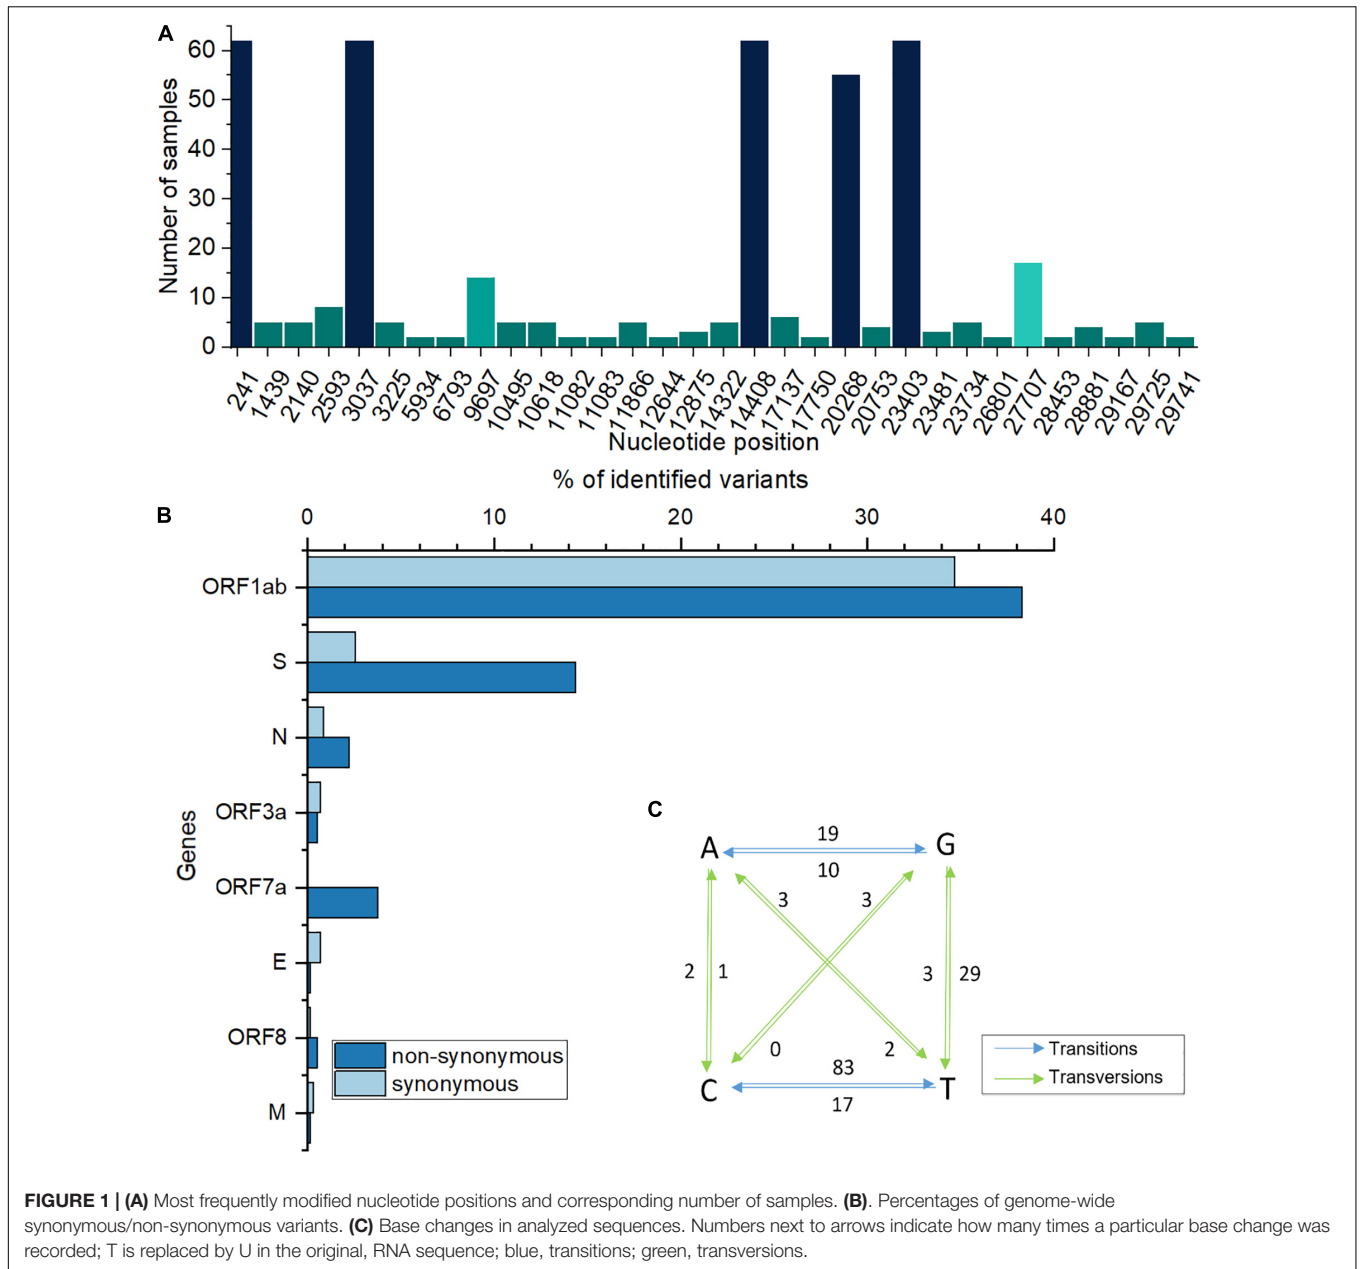 A
Number of samples
60
50
40
30
20
10
0
241 1439 2140 2593 3037 3225 5934 6793 9697 10495 10618 11082 11083 11866 12644 12875 14322 14408 17137 17750 20268 20753 23403 23481 23734 26801 27707 28453 28881 29167 29725 29741
Nucleotide position
% of identified variants
B
0 10 20 30 40
Genes
ORF1ab
S
N
ORF3a
ORF7a
E
ORF8
M
non-synonymous
synonymous
C
A 19 G
10
3 3
2 1 3 29
0 2
83
C T
17
Transitions
Transversions
FIGURE 1 | (A) Most frequently modified nucleotide positions and corresponding number of samples. (B). Percentages of genome-wide
synonymous/non-synonymous variants. (C) Base changes in analyzed sequences. Numbers next to arrows indicate how many times a particular base change was
recorded; T is replaced by U in the original, RNA sequence; blue, transitions; green, transversions.